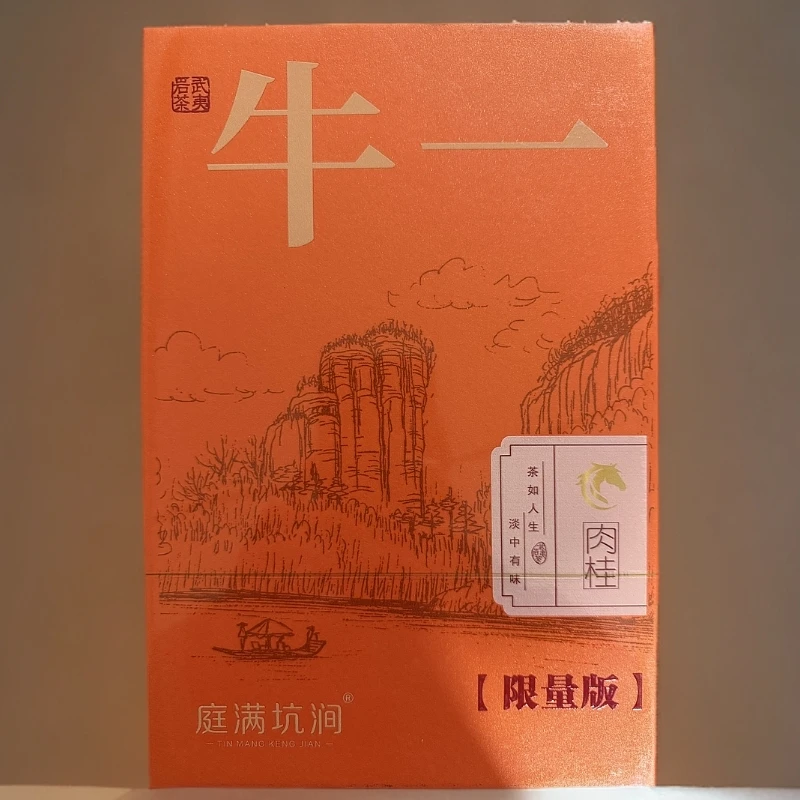 武夷
岩茶
牛一
茶如人生
淡中有味
肉桂
【限量版】
庭满坑涧®
TIN MANG KENG JIAN